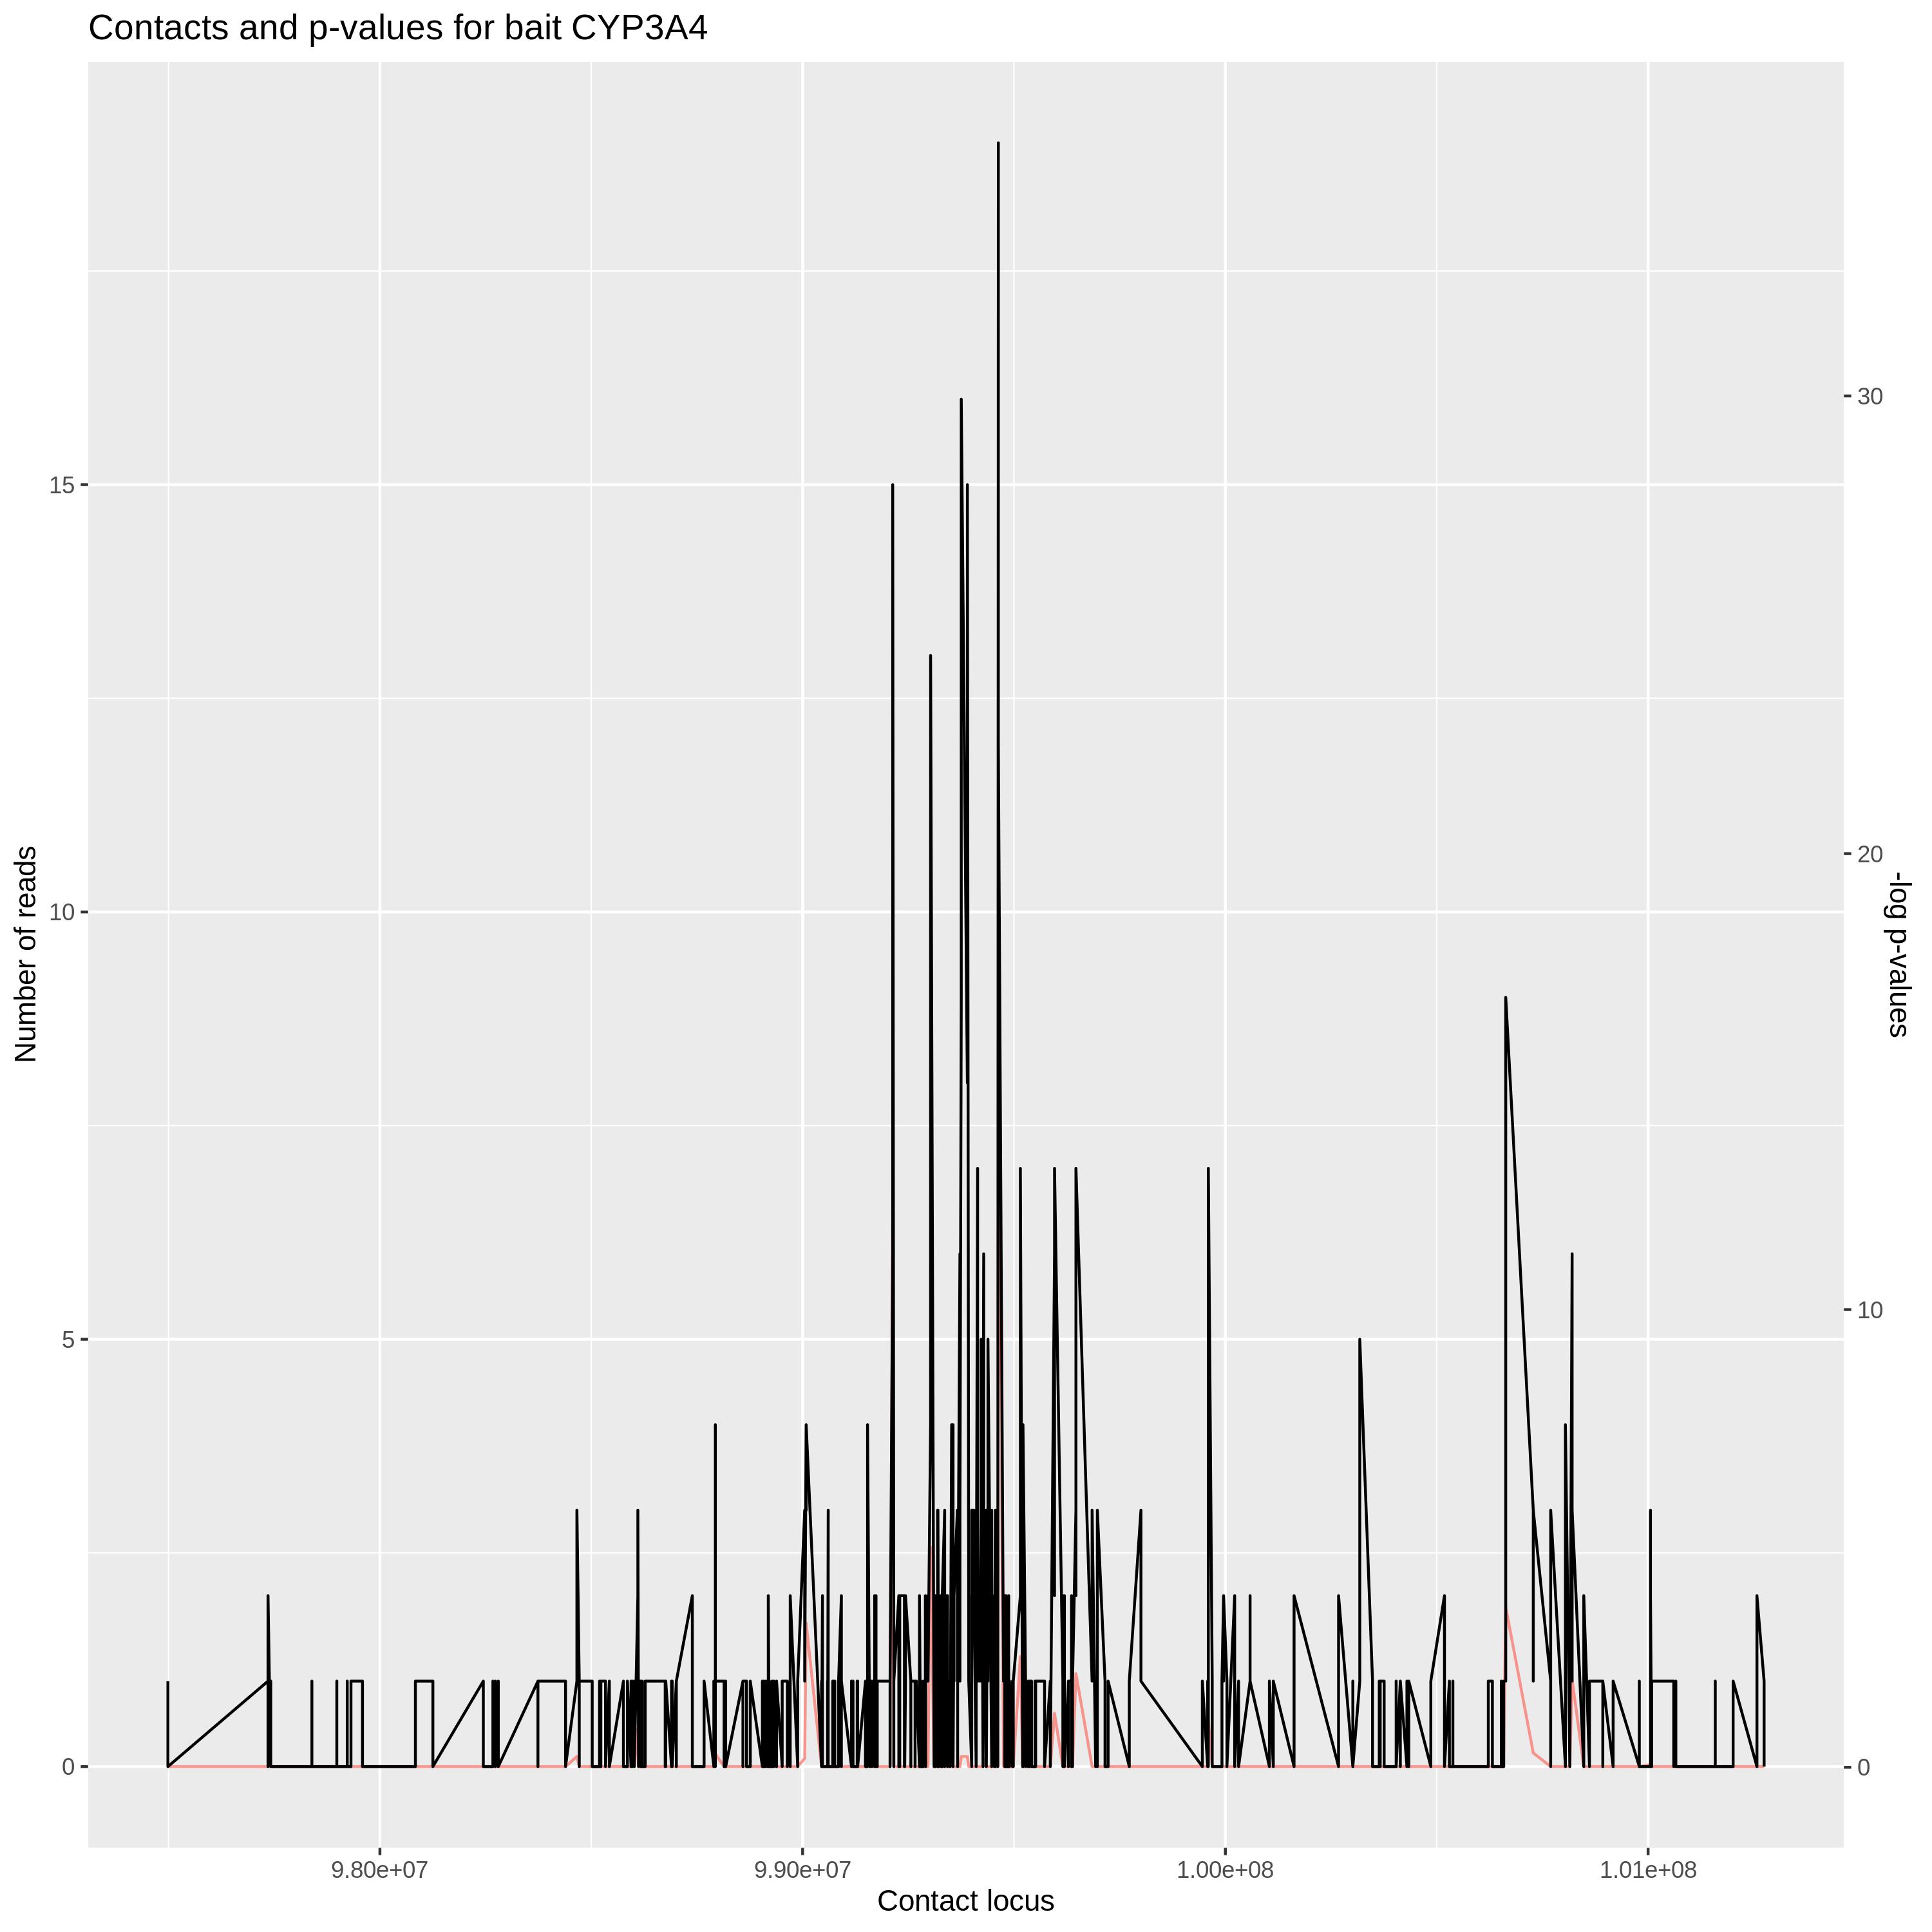 Contacts and p-values for bait CYP3A4
Number of reads
15
10
5
0
30
20
10
0
-log p-values
9.80e+07
9.90e+07
1.00e+08
1.01e+08
Contact locus